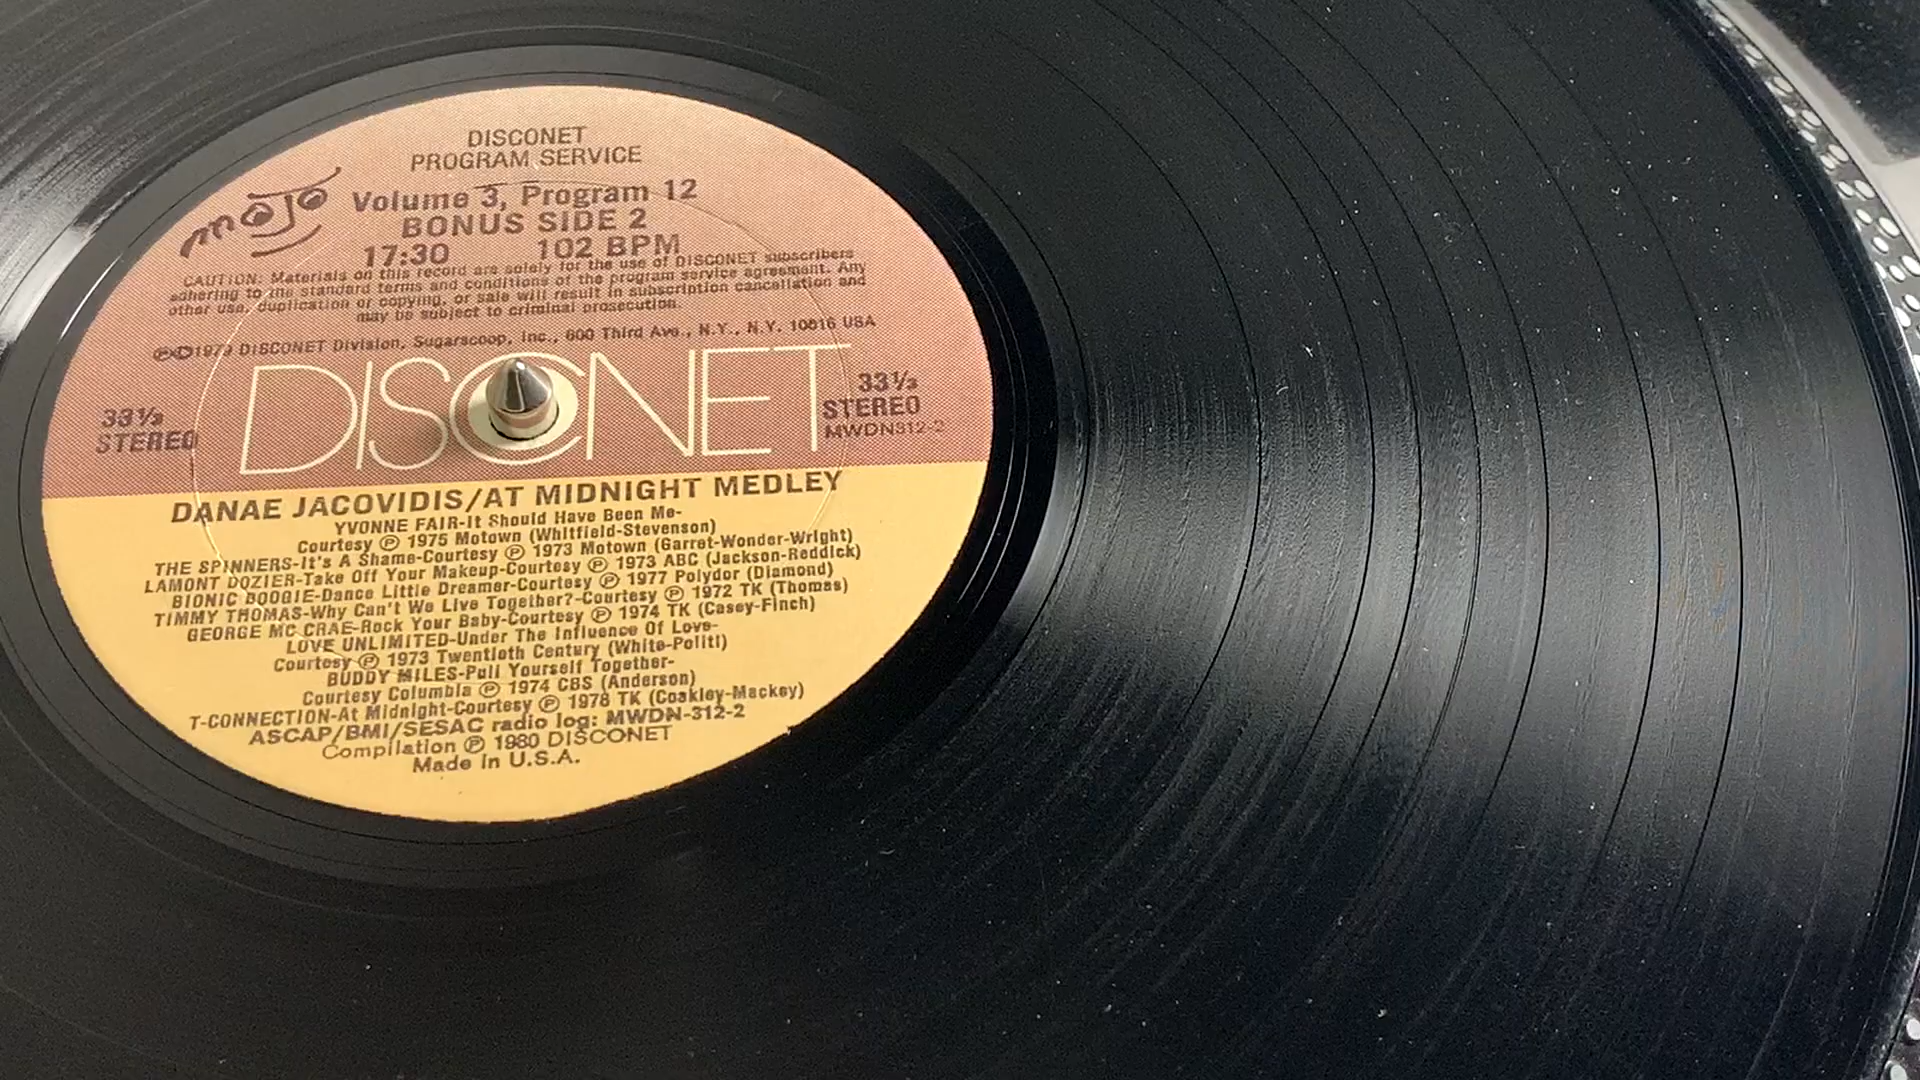 DISCONET
PROGRAM SERVICE
mojo
Volume 3, Program 12
BONUS SIDE 2
17:30 102 BPM
CAUTION: Materials on this record are solely for the use of DISCONET subscribers
adhering to the standard terms and conditions of the program service agreement. Any
other use, duplication or copying, or sale will result in subscription cancellation and
may be subject to criminal prosecution.
Ⓟ©1979 DISCONET Division, Sugarscoop, Inc., 600 Third Ave., N.Y., N.Y. 10016 USA
DISCONET
33⅓
STEREO
33⅓
STEREO
MWDN312-2
DANAE JACOVIDIS/AT MIDNIGHT MEDLEY
YVONNE FAIR-It Should Have Been Me-
Courtesy Ⓟ 1975 Motown (Whitfield-Stevenson)
THE SPINNERS-It's A Shame-Courtesy Ⓟ 1973 Motown (Garret-Wonder-Wright)
LAMONT DOZIER-Take Off Your Makeup-Courtesy Ⓟ 1973 ABC (Jackson-Reddick)
BIONIC BOOGIE-Dance Little Dreamer-Courtesy Ⓟ 1977 Polydor (Diamond)
TIMMY THOMAS-Why Can't We Live Together?-Courtesy Ⓟ 1972 TK (Thomas)
GEORGE MC CRAE-Rock Your Baby-Courtesy Ⓟ 1974 TK (Casey-Finch)
LOVE UNLIMITED-Under The Influence Of Love-
Courtesy Ⓟ 1973 Twentieth Century (White-Politi)
BUDDY MILES-Pull Yourself Together-
Courtesy Columbia Ⓟ 1974 CBS (Anderson)
T-CONNECTION-At Midnight-Courtesy Ⓟ 1978 TK (Coakley-Mackey)
ASCAP/BMI/SESAC radio log: MWDN-312-2
Compilation Ⓟ 1980 DISCONET
Made in U.S.A.